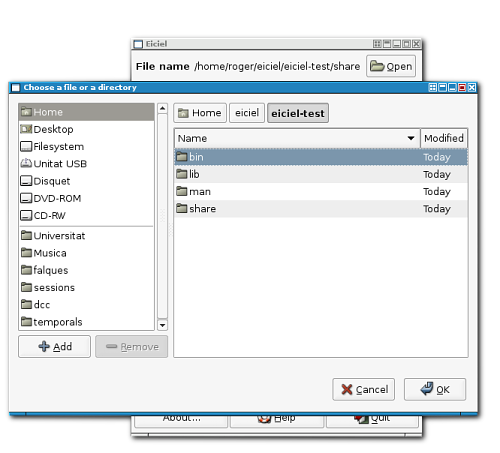 Eiciel
File name /home/roger/eiciel/eiciel-test/share Open
Choose a file or a directory
Home
Desktop
Filesystem
Unitat USB
Disquet
DVD-ROM
CD-RW
Universitat
Musica
falques
sessions
dcc
temporals
Add Remove
Home eiciel eiciel-test
Name Modified
bin Today
lib Today
man Today
share Today
Cancel OK
About... Help Quit